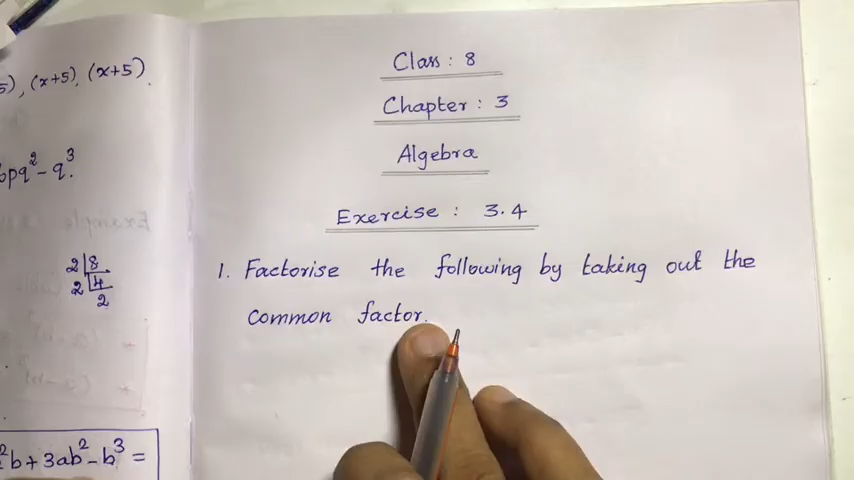 (x+5), (x+5).
pq² - q³.
2 | 8
2 | 4
2
²b + 3ab² - b³ =
Class : 8
Chapter : 3
Algebra
Exercise : 3.4
1. Factorise the following by taking out the
common factor.